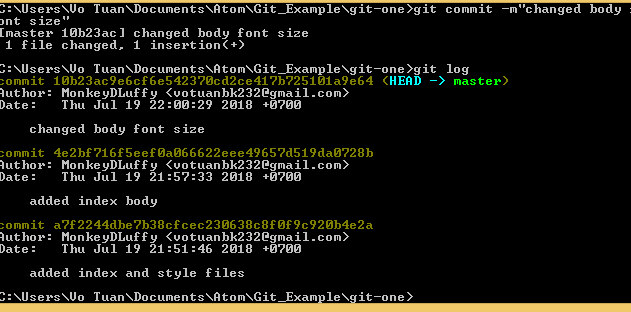 C:\Users\Vo Tuan\Documents\Atom\Git_Example\git-one>git commit -m"changed body f
ont size"
[master 10b23ac] changed body font size
 1 file changed, 1 insertion(+)

C:\Users\Vo Tuan\Documents\Atom\Git_Example\git-one>git log
commit 10b23ac9e6cf6e542370cd2ce417b725101a9e64 (HEAD -> master)
Author: MonkeyDLuffy <votuanbk232@gmail.com>
Date:   Thu Jul 19 22:00:29 2018 +0700

    changed body font size

commit 4e2bf716f5eef0a066622eee49657d519da0728b
Author: MonkeyDLuffy <votuanbk232@gmail.com>
Date:   Thu Jul 19 21:57:33 2018 +0700

    added index body

commit a7f2244dbe7b38cfcec230638c8f0f9c920b4e2a
Author: MonkeyDLuffy <votuanbk232@gmail.com>
Date:   Thu Jul 19 21:51:46 2018 +0700

    added index and style files

C:\Users\Vo Tuan\Documents\Atom\Git_Example\git-one>